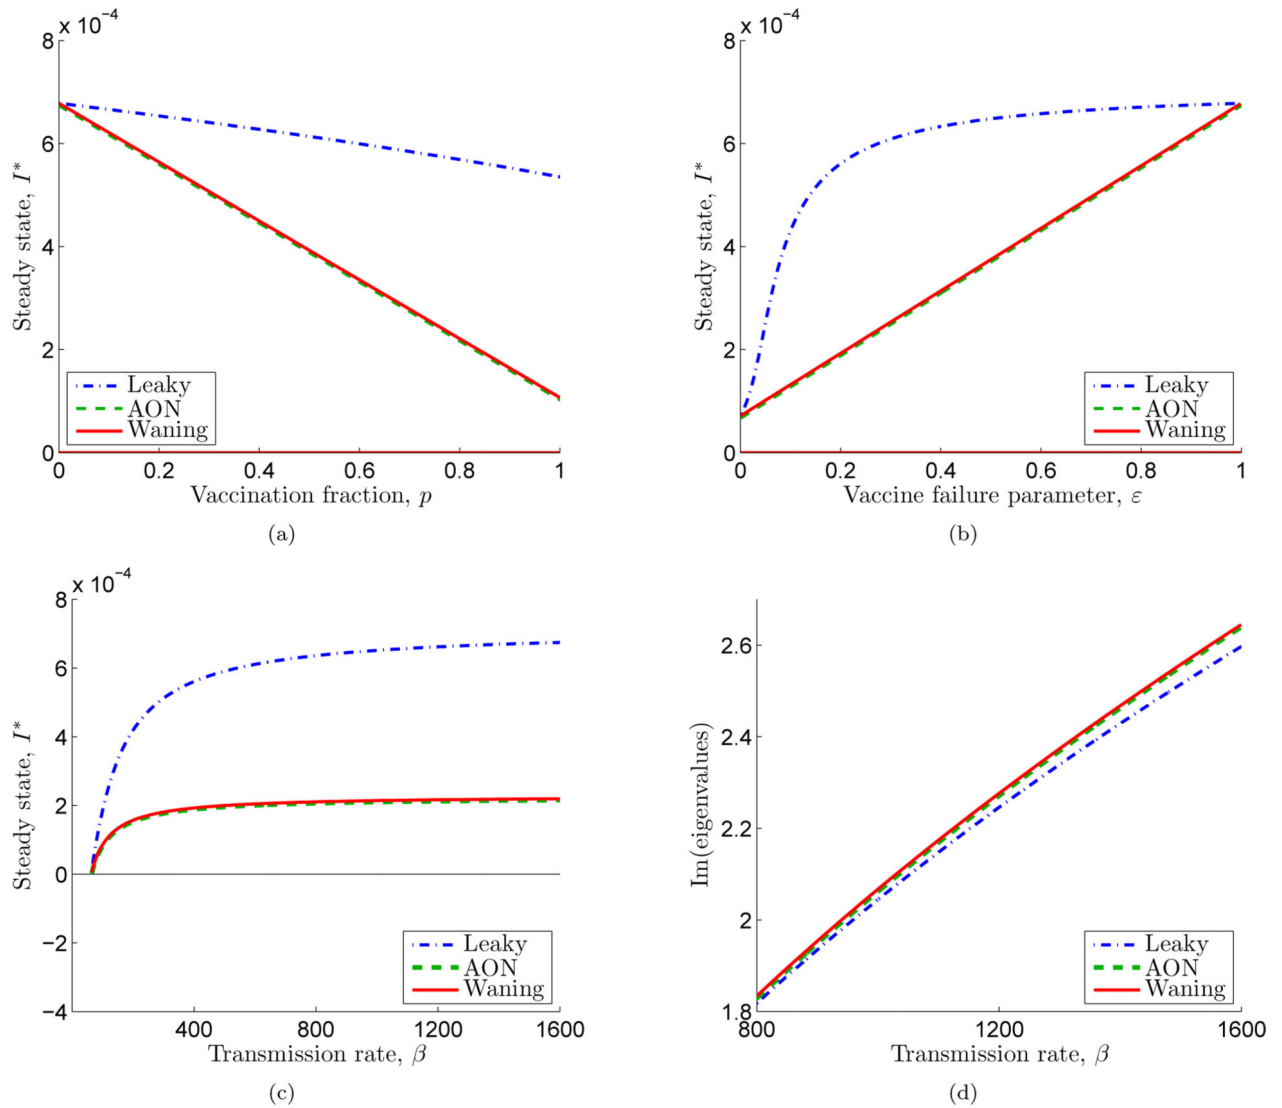 x 10⁻⁴
8
6
4
2
0
Steady state, I*
Leaky
AON
Waning
0 0.2 0.4 0.6 0.8 1
Vaccination fraction, p
(a)
x 10⁻⁴
8
6
4
2
0
Steady state, I*
Leaky
AON
Waning
0 0.2 0.4 0.6 0.8 1
Vaccine failure parameter, ε
(b)
x 10⁻⁴
8
6
4
2
0
−2
−4
Steady state, I*
Leaky
AON
Waning
400 800 1200 1600
Transmission rate, β
(c)
2.6
2.4
2.2
2
1.8
Im(eigenvalues)
Leaky
AON
Waning
800 1200 1600
Transmission rate, β
(d)